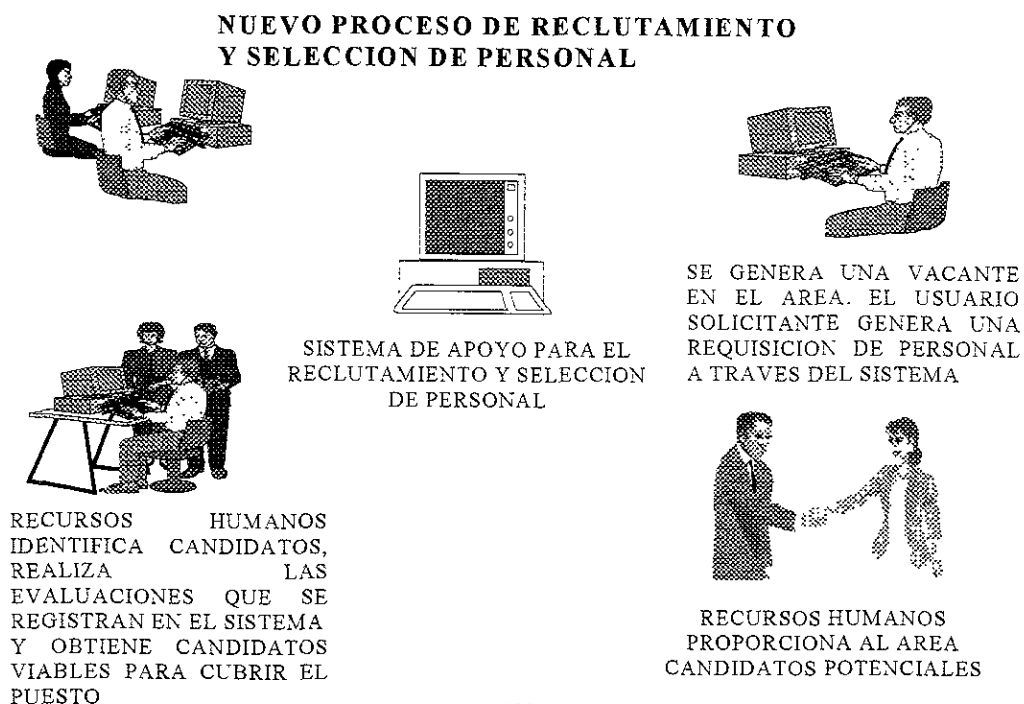 NUEVO PROCESO DE RECLUTAMIENTO
Y SELECCION DE PERSONAL
SE GENERA UNA VACANTE
EN EL AREA. EL USUARIO
SOLICITANTE GENERA UNA
REQUISICION DE PERSONAL
A TRAVES DEL SISTEMA
SISTEMA DE APOYO PARA EL
RECLUTAMIENTO Y SELECCION
DE PERSONAL
RECURSOS HUMANOS
IDENTIFICA CANDIDATOS,
REALIZA LAS
EVALUACIONES QUE SE
REGISTRAN EN EL SISTEMA
Y OBTIENE CANDIDATOS
VIABLES PARA CUBRIR EL
PUESTO
RECURSOS HUMANOS
PROPORCIONA AL AREA
CANDIDATOS POTENCIALES